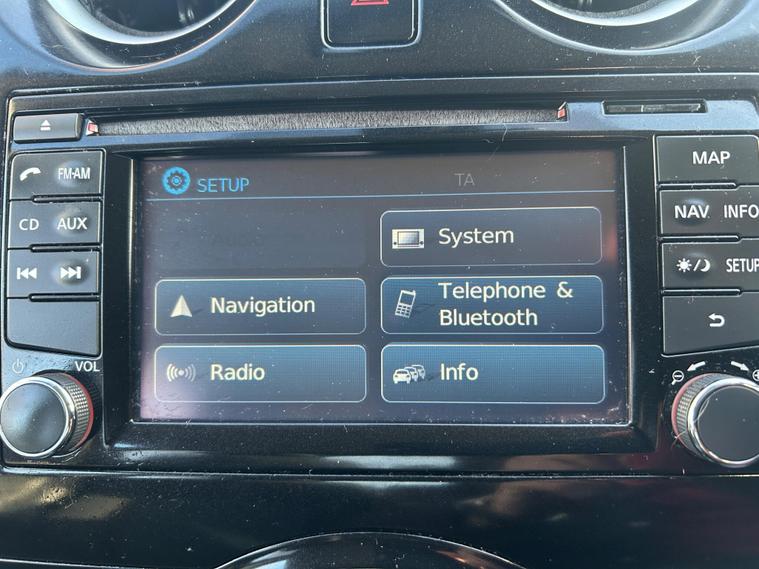 FM-AM
CD AUX
VOL
SETUP
TA
System
Navigation
Telephone &
Bluetooth
Radio
Info
MAP
NAV INFO
SETUP